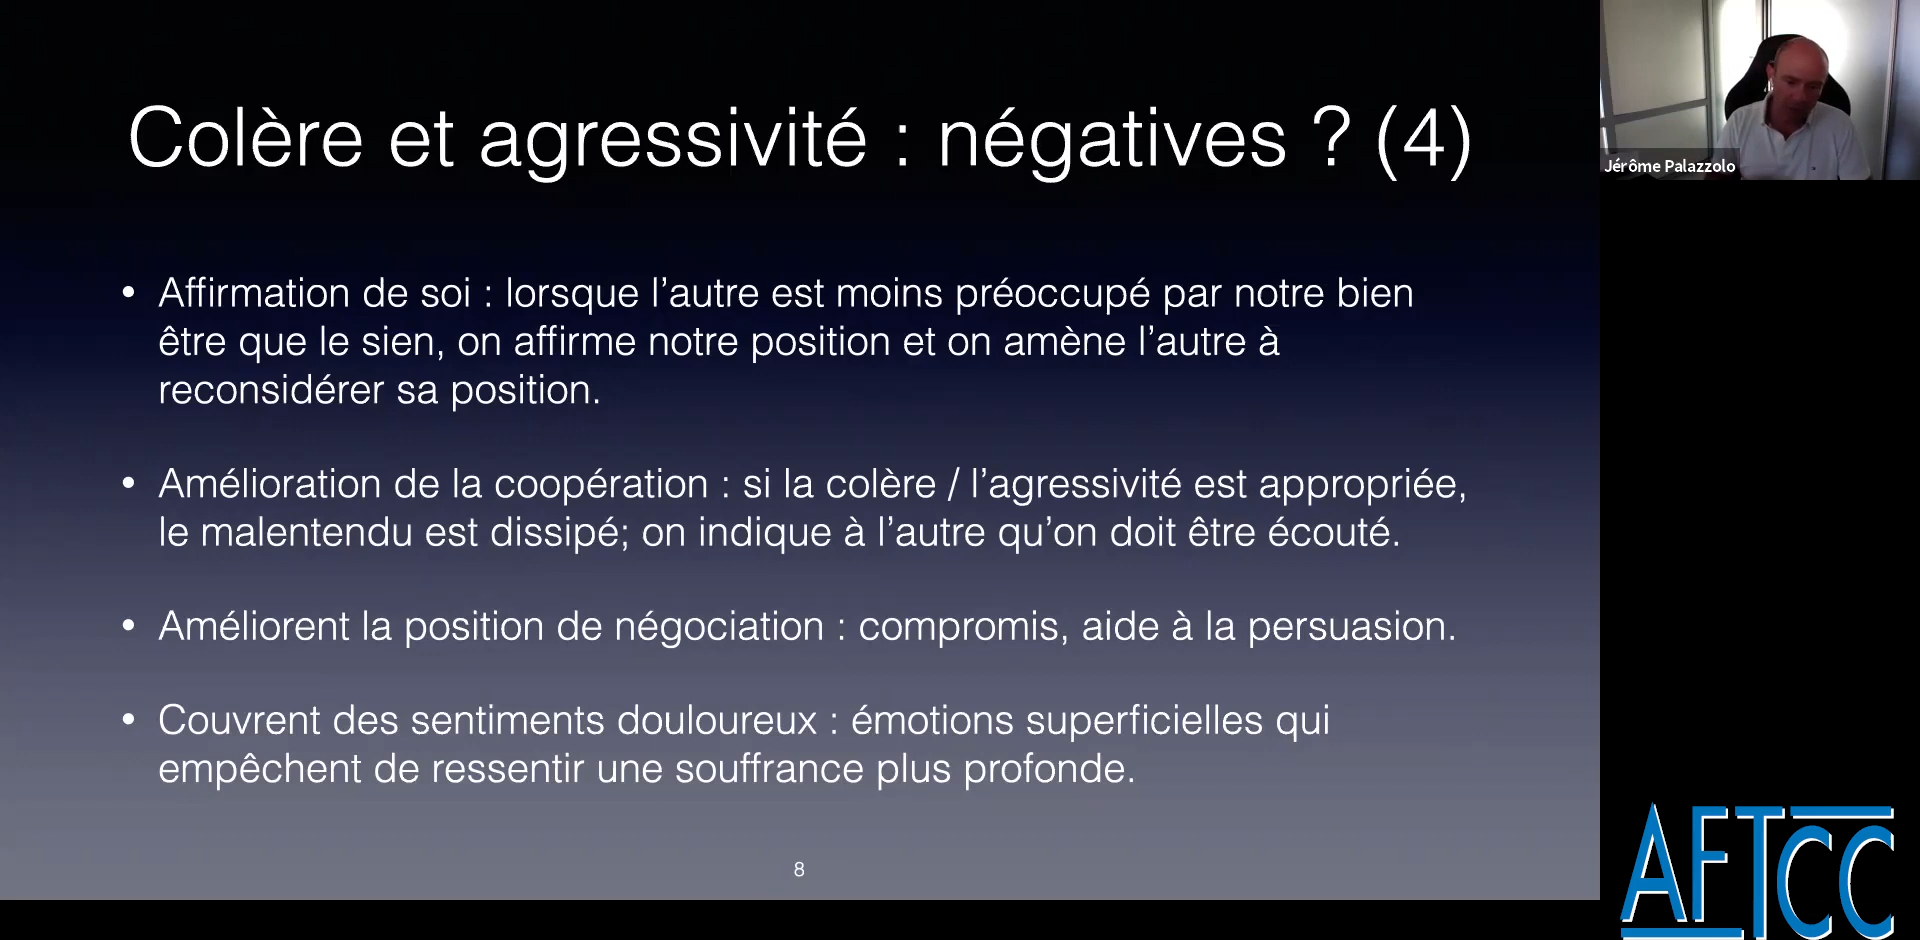 Colère et agressivité : négatives ? (4)
Jérôme Palazzolo
• Affirmation de soi : lorsque l’autre est moins préoccupé par notre bien
être que le sien, on affirme notre position et on amène l’autre à
reconsidérer sa position.
• Amélioration de la coopération : si la colère / l’agressivité est appropriée,
le malentendu est dissipé; on indique à l’autre qu’on doit être écouté.
• Améliorent la position de négociation : compromis, aide à la persuasion.
• Couvrent des sentiments douloureux : émotions superficielles qui
empêchent de ressentir une souffrance plus profonde.
8
AFTCC